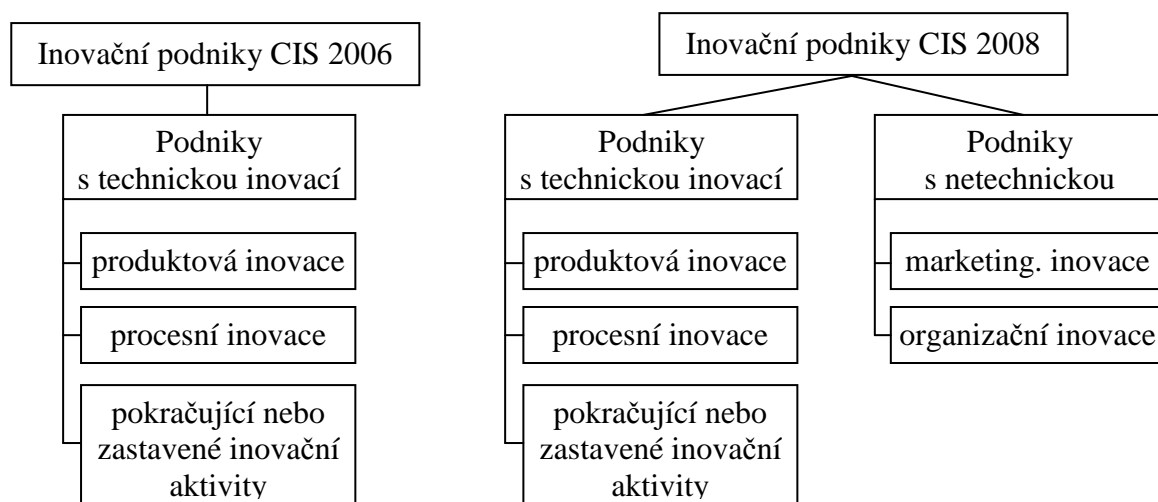 Inovační podniky CIS 2006
Podniky
s technickou inovací
produktová inovace
procesní inovace
pokračující nebo
zastavené inovační
aktivity
Inovační podniky CIS 2008
Podniky
s technickou inovací
produktová inovace
procesní inovace
pokračující nebo
zastavené inovační
aktivity
Podniky
s netechnickou
marketing. inovace
organizační inovace